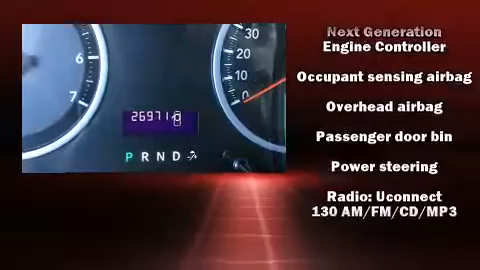 Next Generation
Engine Controller
Occupant sensing airbag
Overhead airbag
Passenger door bin
Power steering
Radio: Uconnect
130 AM/FM/CD/MP3
30
20
10
0
6
7
P R N D